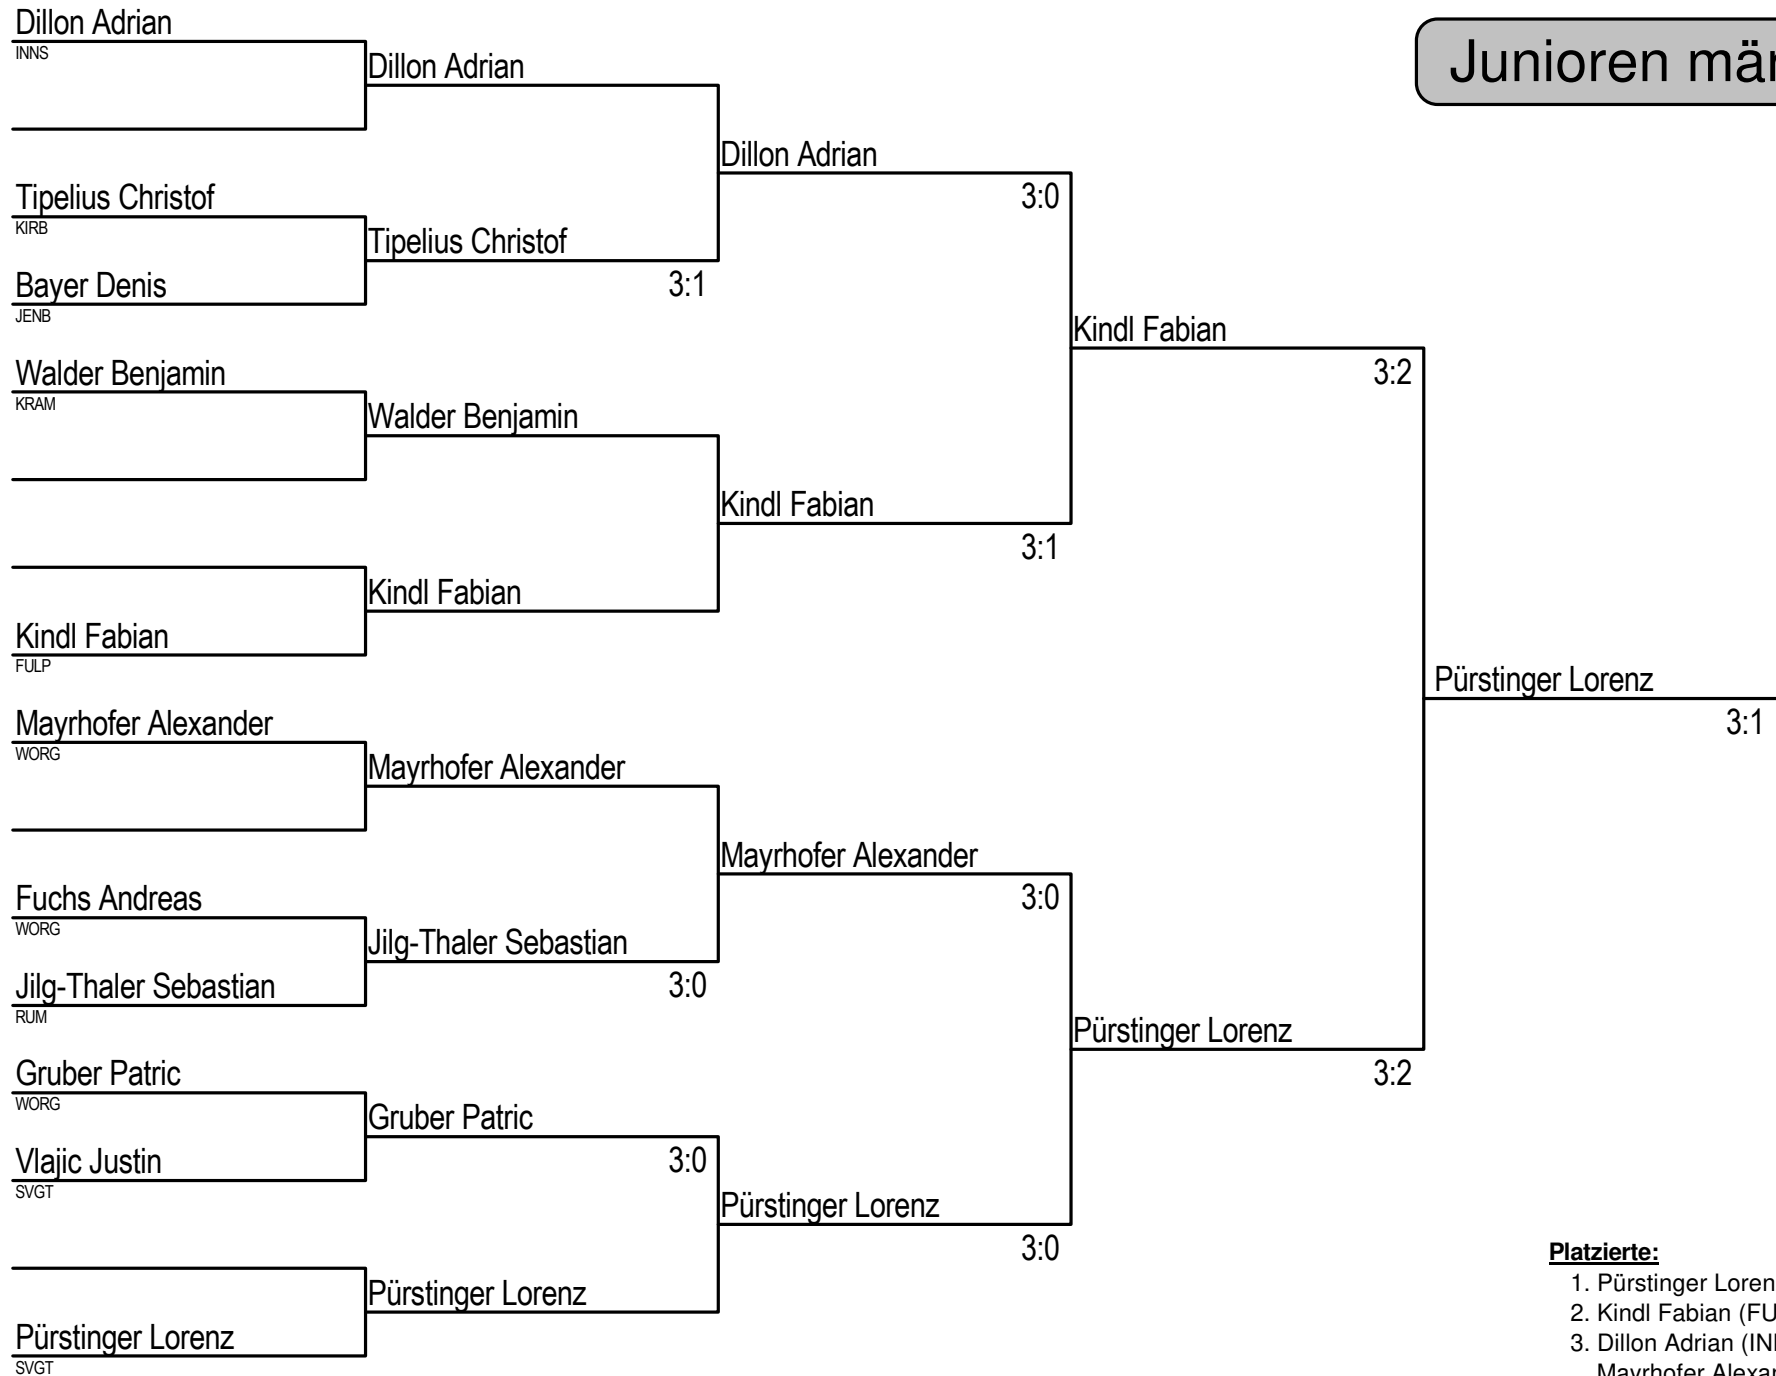 Junioren mär
Dillon Adrian
INNS
Tipelius Christof
KIRB
Bayer Denis
JENB
Walder Benjamin
KRAM
Kindl Fabian
FULP
Mayrhofer Alexander
WORG
Fuchs Andreas
WORG
Jilg-Thaler Sebastian
RUM
Gruber Patric
WORG
Vlajic Justin
SVGT
Pürstinger Lorenz
SVGT
Dillon Adrian
Tipelius Christof
3:1
Walder Benjamin
Kindl Fabian
Mayrhofer Alexander
Jilg-Thaler Sebastian
3:0
Gruber Patric
3:0
Pürstinger Lorenz
Dillon Adrian
3:0
Kindl Fabian
3:1
Mayrhofer Alexander
3:0
Pürstinger Lorenz
3:0
Kindl Fabian
3:2
Pürstinger Lorenz
3:2
Pürstinger Lorenz
3:1
Platzierte:
1. Pürstinger Loren
2. Kindl Fabian (FU
3. Dillon Adrian (IN
Mayrhofer Alexa